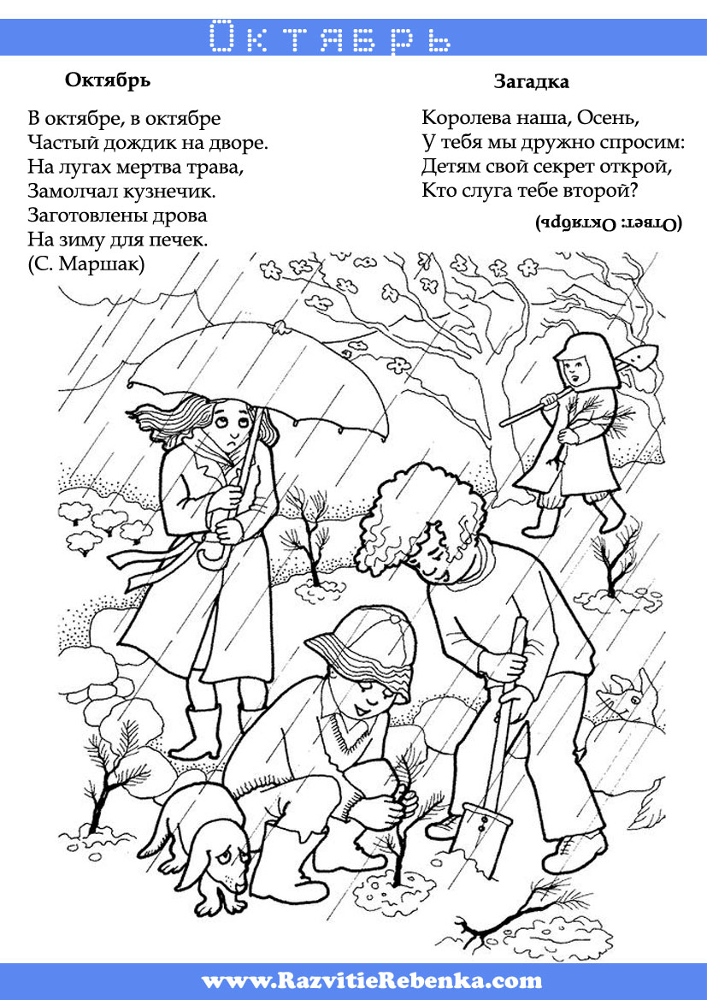 Октябрь
Октябрь
В октябре, в октябре
Частый дождик на дворе.
На лугах мертва трава,
Замолчал кузнечик.
Заготовлены дрова
На зиму для печек.
(С. Маршак)
Загадка
Королева наша, Осень,
У тебя мы дружно спросим:
Детям свой секрет открой,
Кто слуга тебе второй?
(Ответ: Октябрь)
www.RazvitieRebenka.com